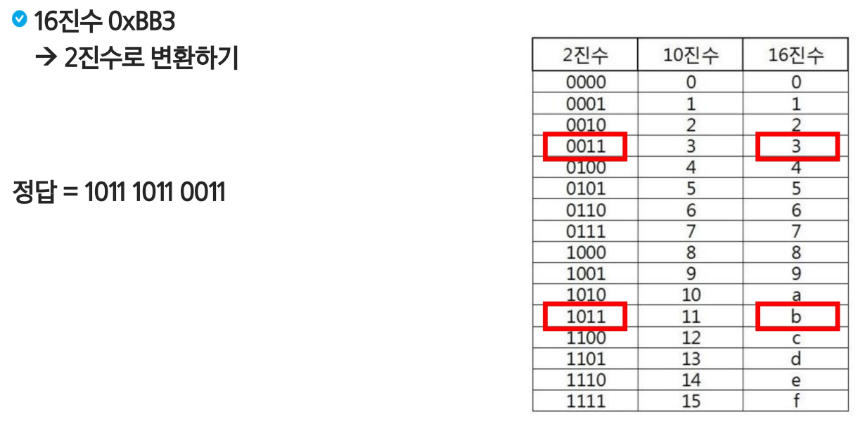 16진수 0xBB3
→ 2진수로 변환하기
정답 = 1011 1011 0011
2진수 10진수 16진수
0000 0 0
0001 1 1
0010 2 2
0011 3 3
0100 4 4
0101 5 5
0110 6 6
0111 7 7
1000 8 8
1001 9 9
1010 10 a
1011 11 b
1100 12 c
1101 13 d
1110 14 e
1111 15 f